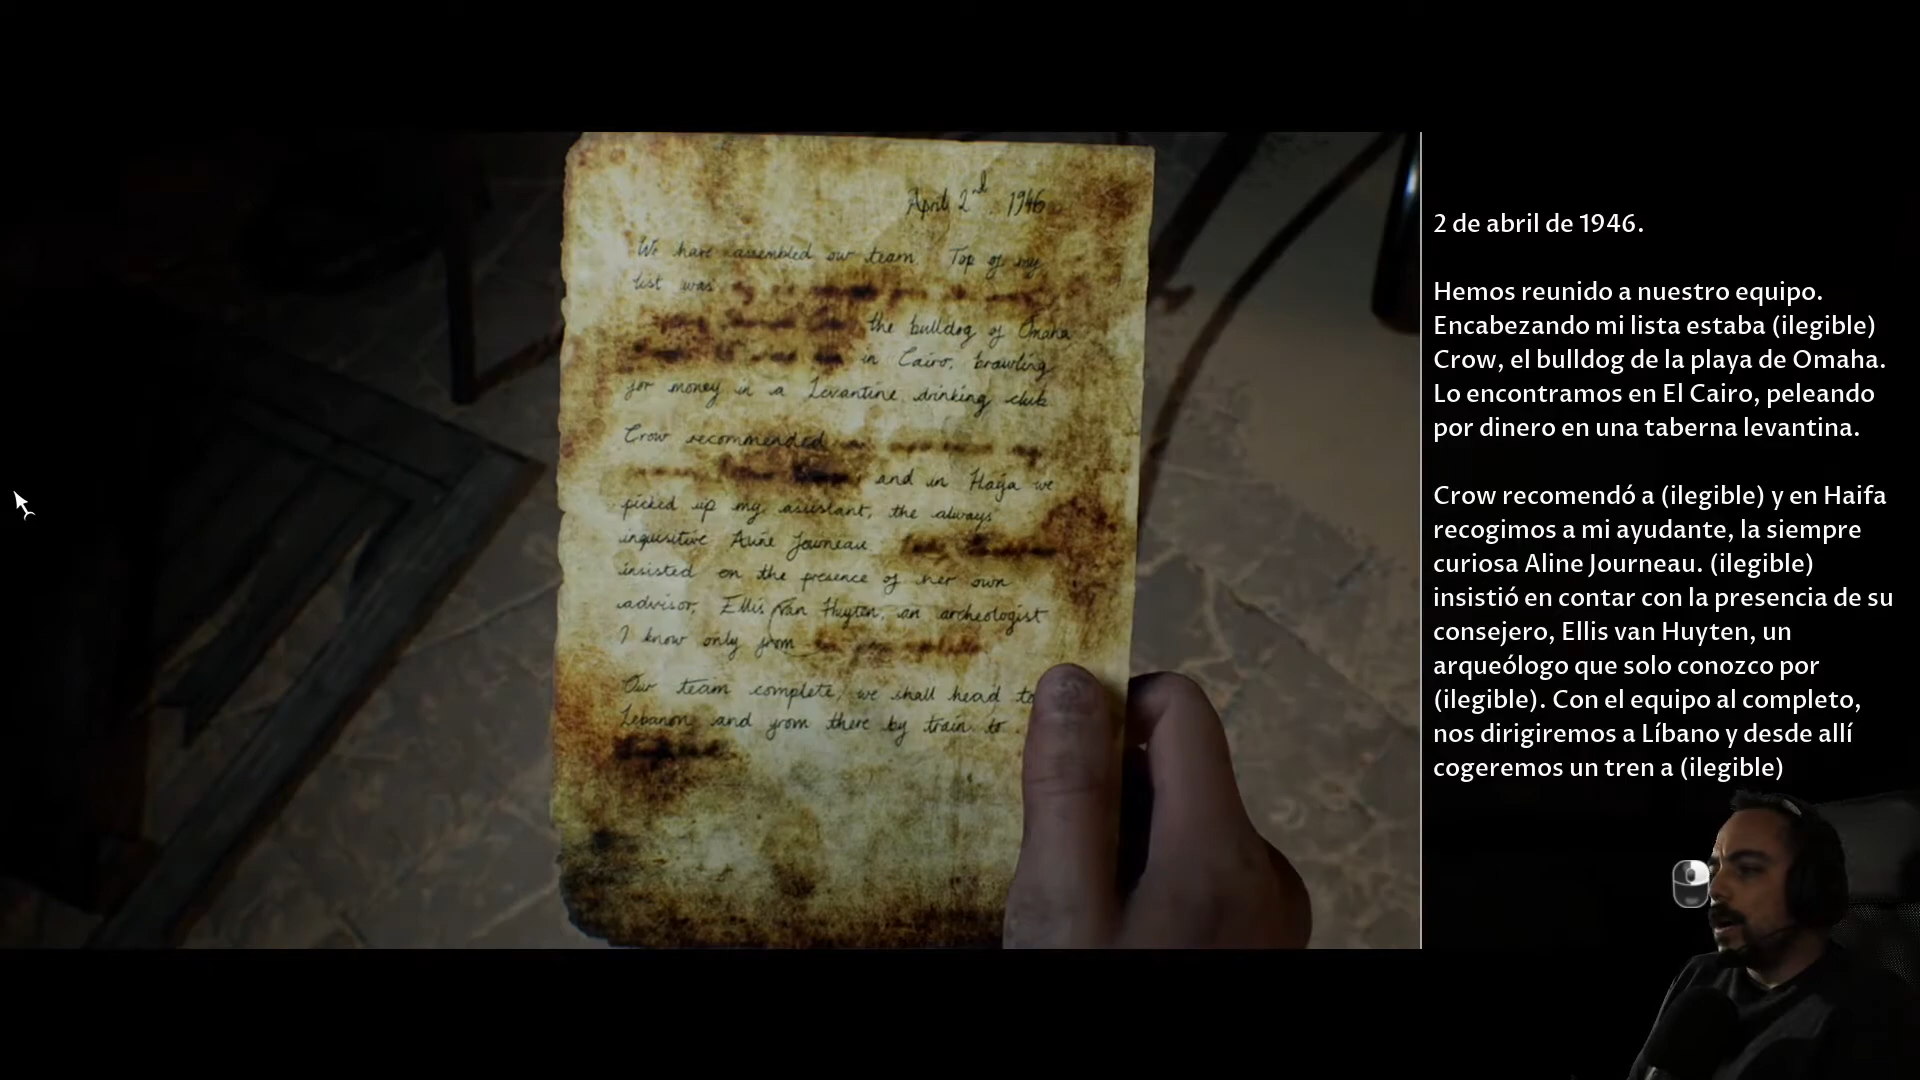 April 2nd 1946
We have assembled our team Top of my
list was
the bulldog of Omaha
in Cairo, brawling
for money in a Levantine drinking club
Crow recommended
and in Haifa we
picked up my assistant, the always
inquisitive Aline Journeau
insisted on the presence of her own
advisor, Ellis van Huyten, an archeologist
I know only from
Our team complete, we shall head to
Lebanon and from there by train to
2 de abril de 1946.
Hemos reunido a nuestro equipo.
Encabezando mi lista estaba (ilegible)
Crow, el bulldog de la playa de Omaha.
Lo encontramos en El Cairo, peleando
por dinero en una taberna levantina.
Crow recomendó a (ilegible) y en Haifa
recogimos a mi ayudante, la siempre
curiosa Aline Journeau. (ilegible)
insistió en contar con la presencia de su
consejero, Ellis van Huyten, un
arqueólogo que solo conozco por
(ilegible). Con el equipo al completo,
nos dirigiremos a Líbano y desde allí
cogeremos un tren a (ilegible)